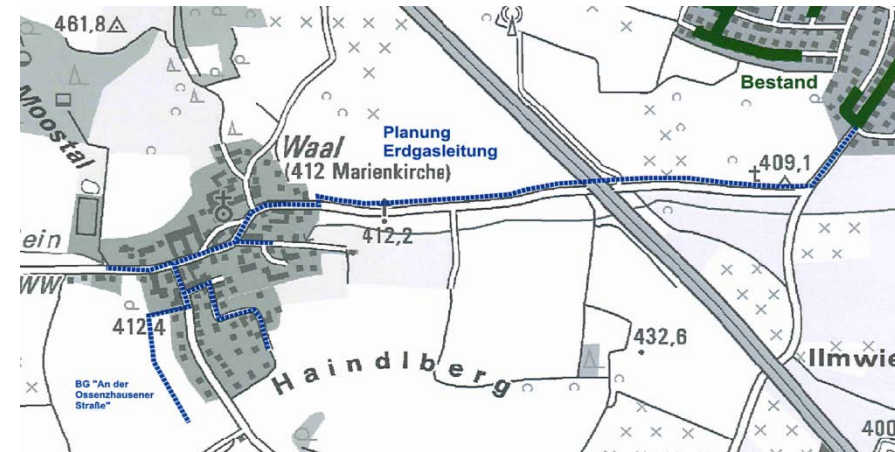 461,8
Moostal
Bestand
Planung
Erdgasleitung
Waal
(412 Marienkirche)
409,1
412,2
ein
WW
412,4
432,6
Haindlberg
Ilmwie
BG "An der
Ossenzhausener
Straße"
400